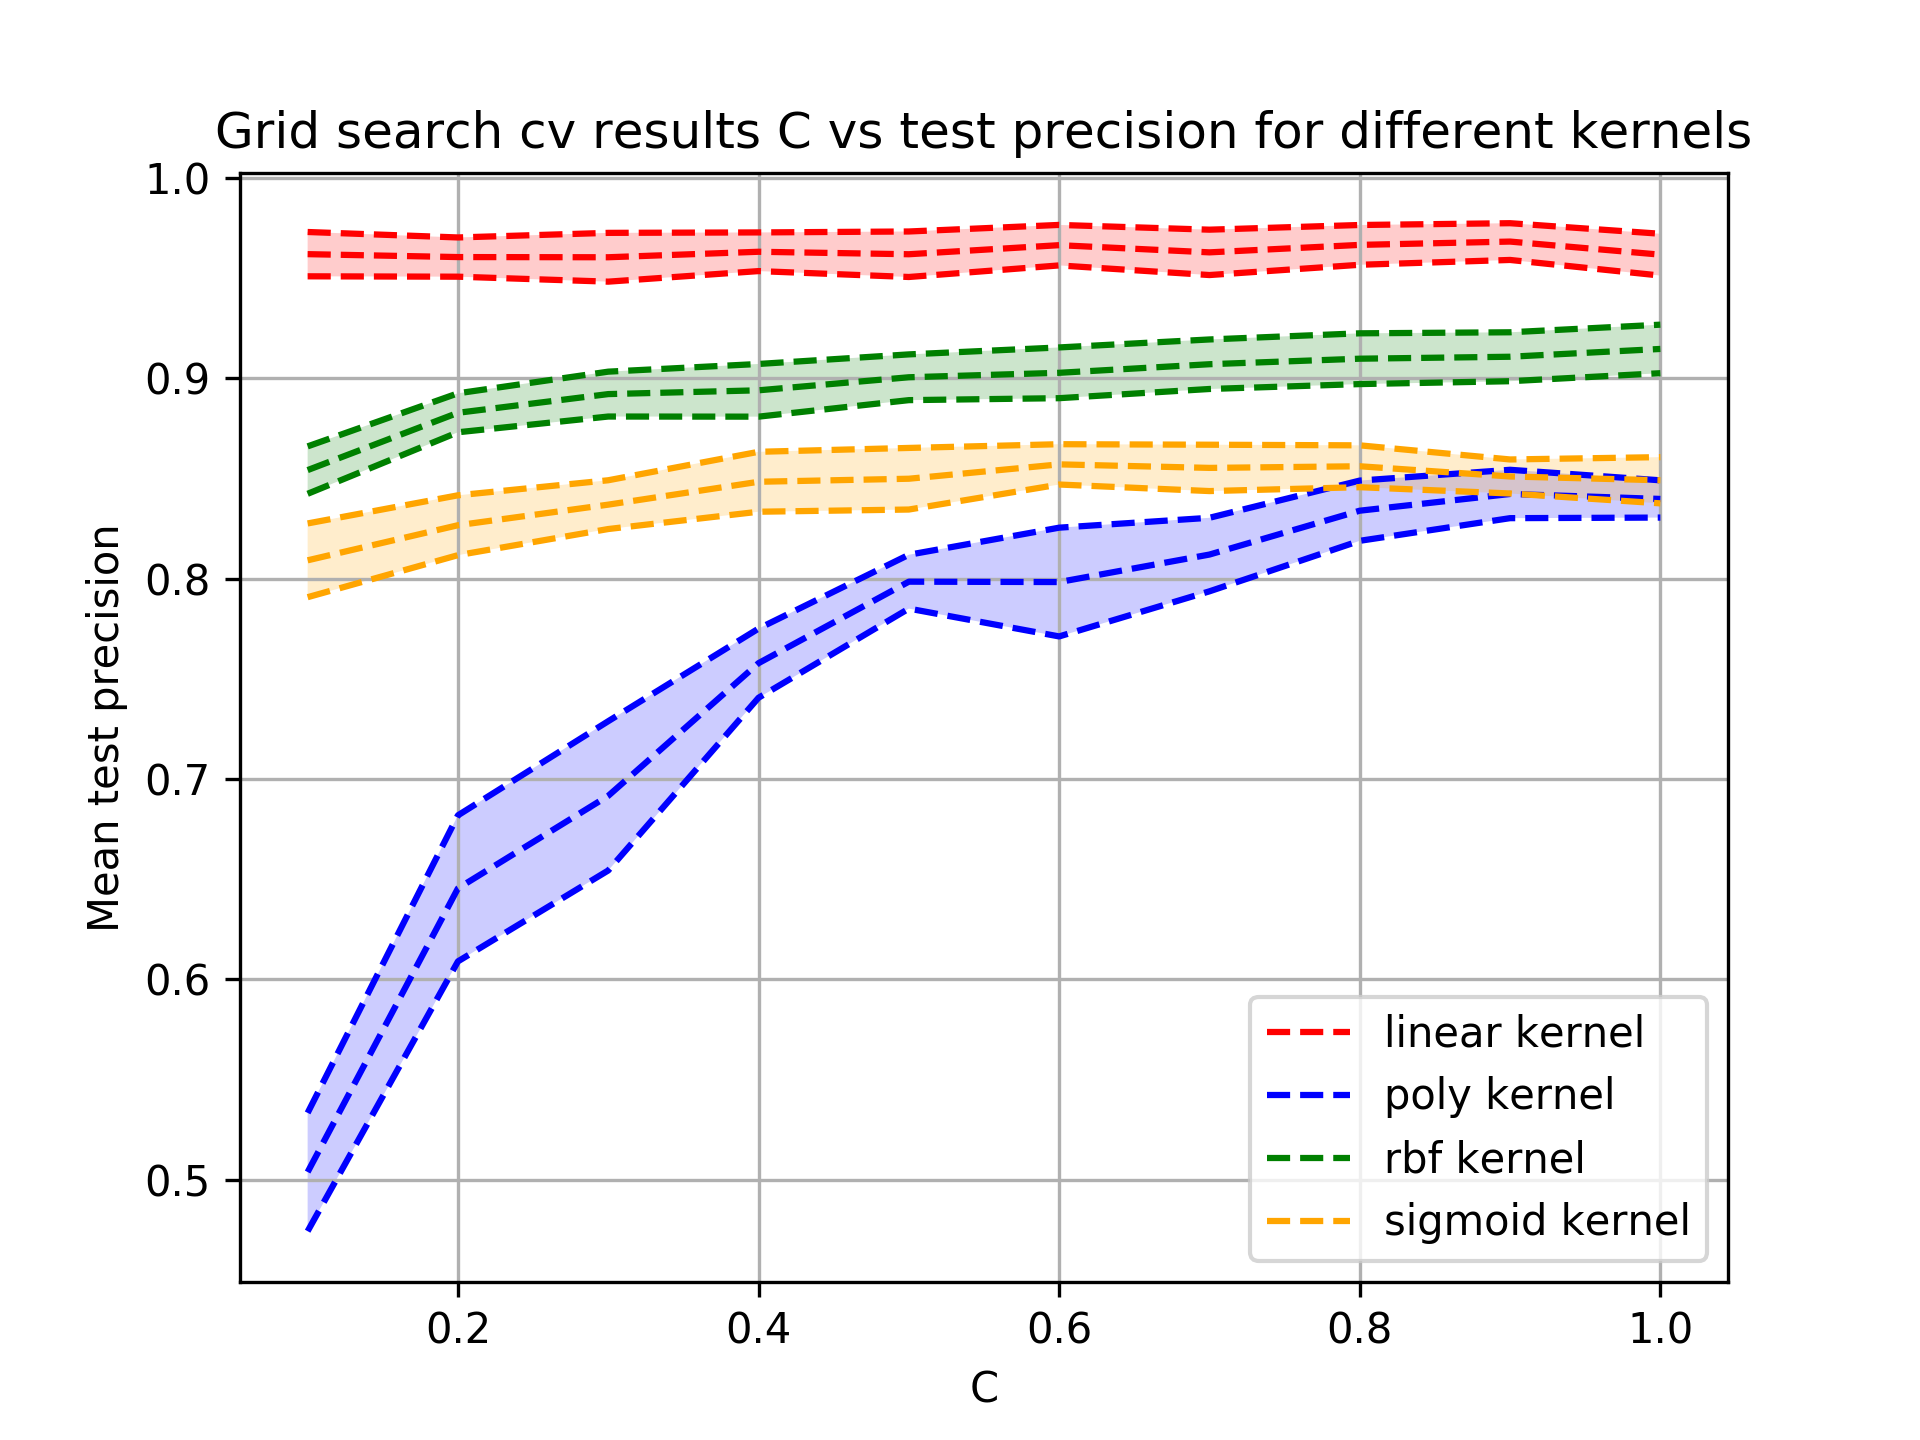 Grid search cv results C vs test precision for different kernels
1.0
0.9
0.8
0.7
0.6
0.5
Mean test precision
linear kernel
poly kernel
rbf kernel
sigmoid kernel
0.2 0.4 0.6 0.8 1.0
C